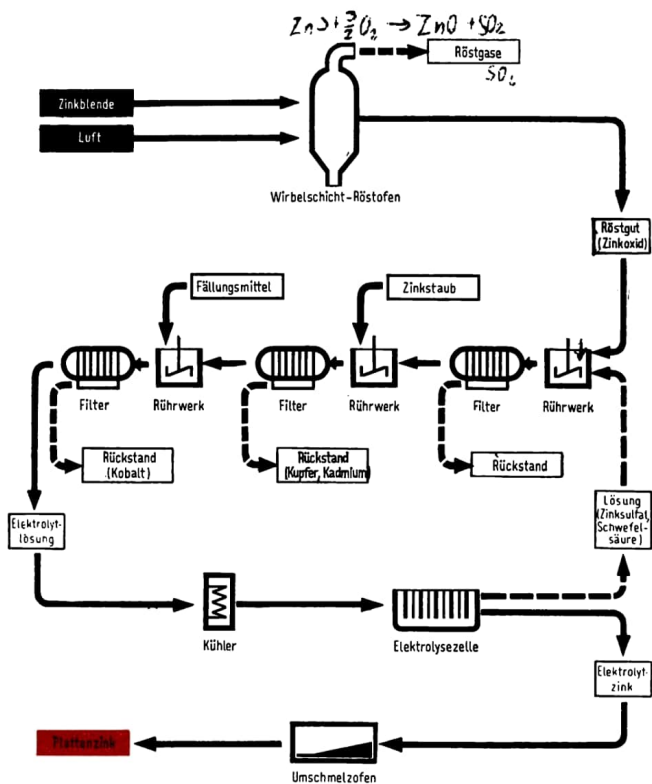 ZnS + 3/2 O₂ → ZnO + SO₂
Röstgase
SO₂
Zinkblende
Luft
Wirbelschicht-Röstofen
Röstgut
(Zinkoxid)
Fällungsmittel
Zinkstaub
Filter
Rührwerk
Filter
Rührwerk
Filter
Rührwerk
Rückstand
(Kobalt)
Rückstand
(Kupfer, Kadmium)
Rückstand
Elektrolyt-
lösung
Lösung
(Zinksulfat,
Schwefel-
säure)
Kühler
Elektrolysezelle
Elektrolyt-
zink
Plattenzink
Umschmelzofen